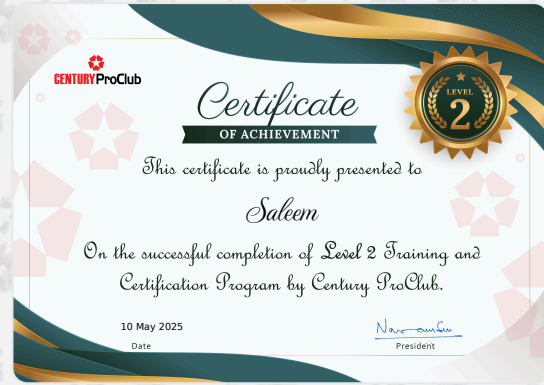 CENTURY ProClub
Certificate
OF ACHIEVEMENT
LEVEL
2
This certificate is proudly presented to
Saleem
On the successful completion of Level 2 Training and
Certification Program by Century ProClub.
10 May 2025
Date
President